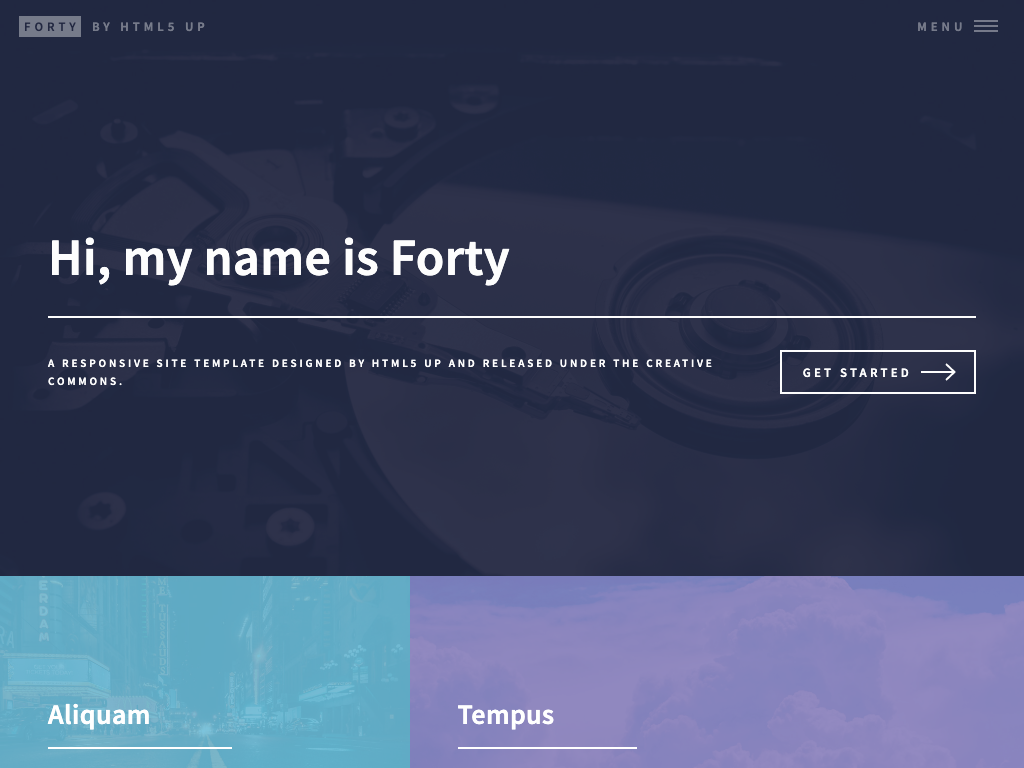 FORTY BY HTML5 UP
MENU
Hi, my name is Forty
A RESPONSIVE SITE TEMPLATE DESIGNED BY HTML5 UP AND RELEASED UNDER THE CREATIVE
COMMONS.
GET STARTED
ERDAM
Aliquam
Tempus